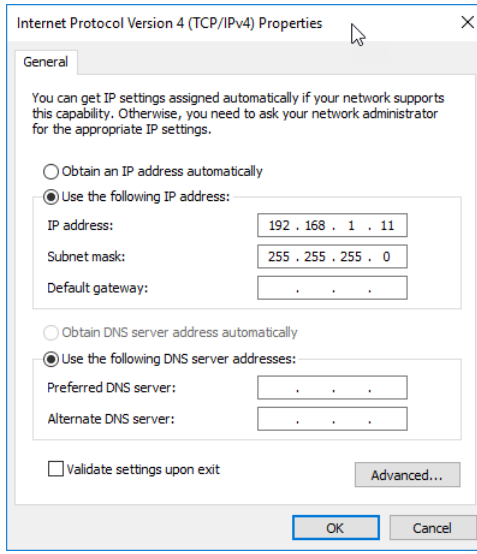 Internet Protocol Version 4 (TCP/IPv4) Properties
General
You can get IP settings assigned automatically if your network supports
this capability. Otherwise, you need to ask your network administrator
for the appropriate IP settings.
Obtain an IP address automatically
Use the following IP address:
IP address: 192 . 168 . 1 . 11
Subnet mask: 255 . 255 . 255 . 0
Default gateway: . . .
Obtain DNS server address automatically
Use the following DNS server addresses:
Preferred DNS server: . . .
Alternate DNS server: . . .
Validate settings upon exit
Advanced...
OK Cancel